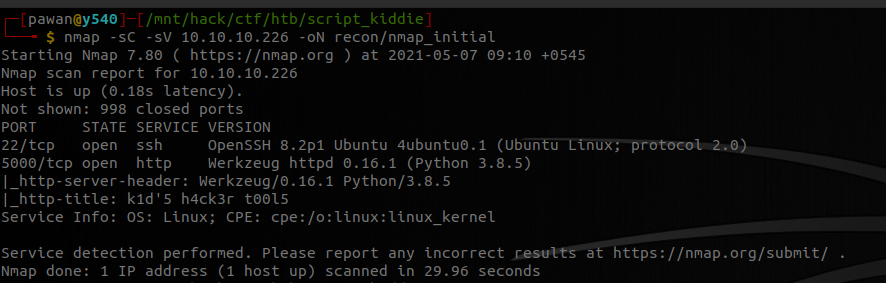 ┌─[pawan@y540]─[/mnt/hack/ctf/htb/script_kiddie]
└──╼ $ nmap -sC -sV 10.10.10.226 -oN recon/nmap_initial
Starting Nmap 7.80 ( https://nmap.org ) at 2021-05-07 09:10 +0545
Nmap scan report for 10.10.10.226
Host is up (0.18s latency).
Not shown: 998 closed ports
PORT     STATE SERVICE VERSION
22/tcp   open  ssh     OpenSSH 8.2p1 Ubuntu 4ubuntu0.1 (Ubuntu Linux; protocol 2.0)
5000/tcp open  http    Werkzeug httpd 0.16.1 (Python 3.8.5)
|_http-server-header: Werkzeug/0.16.1 Python/3.8.5
|_http-title: k1d'5 h4ck3r t00l5
Service Info: OS: Linux; CPE: cpe:/o:linux:linux_kernel

Service detection performed. Please report any incorrect results at https://nmap.org/submit/ .
Nmap done: 1 IP address (1 host up) scanned in 29.96 seconds